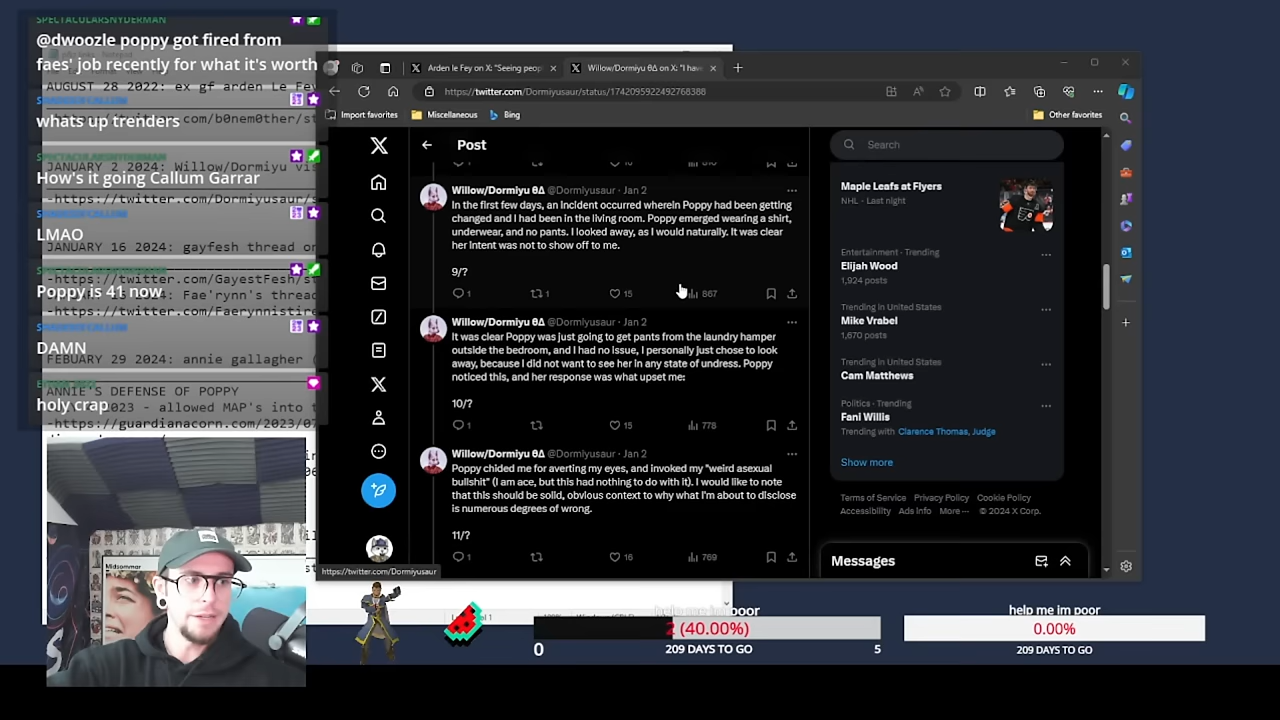 SPECTACULARSNYDERMAN
@dwoozle poppy got fired from
faes' job recently for what it's worth
AUGUST 28 2022: ex gf arden Le Fey
whats up trenders
https://twitter.com/b0nem0ther/st
SPECTACULARSNYDERMAN
JANUARY 2 2024: Willow/Dormiyu
How's it going Callum Garrar
-https://twitter.com/Dormiyusaur/s
LMAO
JANUARY 16 2024: gayfesh thread on
SPECTACULARSNYDERMAN
-https://twitter.com/GayestFesh/st
Poppy is 41 now
Fae'rynn's thread
-https://twitter.com/Faerynnistire
DAMN
FEBUARY 29 2024: annie gallagher (
ANNIE'S DEFENSE OF POPPY
2023 - allowed MAP's into t
holy crap
-https://guardianacorn.com/2023/07
Midsommar
Arden le Fey on X: "Seeing peop
Willow/Dormiyu θΔ on X: "I hav
https://twitter.com/Dormiyusaur/status/1742095922492768388
Import favorites
Miscellaneous
Bing
Other favorites
Post
Willow/Dormiyu θΔ @Dormiyusaur · Jan 2
In the first few days, an incident occurred wherein Poppy had been getting
changed and I had been in the living room. Poppy emerged wearing a shirt,
underwear, and no pants. I looked away, as I would naturally. It was clear
her intent was not to show off to me.
9/?
1 1 15 867
Willow/Dormiyu θΔ @Dormiyusaur · Jan 2
It was clear Poppy was just going to get pants from the laundry hamper
outside the bedroom, and I had no issue, I personally just chose to look
away, because I did not want to see her in any state of undress. Poppy
noticed this, and her response was what upset me:
10/?
1 15 778
Willow/Dormiyu θΔ @Dormiyusaur · Jan 2
Poppy chided me for averting my eyes, and invoked my "weird asexual
bullshit" (I am ace, but this had nothing to do with it). I would like to note
that this should be solid, obvious context to why what I'm about to disclose
is numerous degrees of wrong.
11/?
1 16 769
https://twitter.com/Dormiyusaur
Search
Maple Leafs at Flyers
NHL · Last night
Entertainment · Trending
Elijah Wood
1,924 posts
Trending in United States
Mike Vrabel
1,670 posts
Trending in United States
Cam Matthews
Politics · Trending
Fani Willis
Trending with Clarence Thomas, Judge
Show more
Terms of Service Privacy Policy Cookie Policy
Accessibility Ads Info More ··· © 2024 X Corp.
Messages
help me im poor
2 (40.00%)
0 209 DAYS TO GO 5
help me im poor
0.00%
209 DAYS TO GO